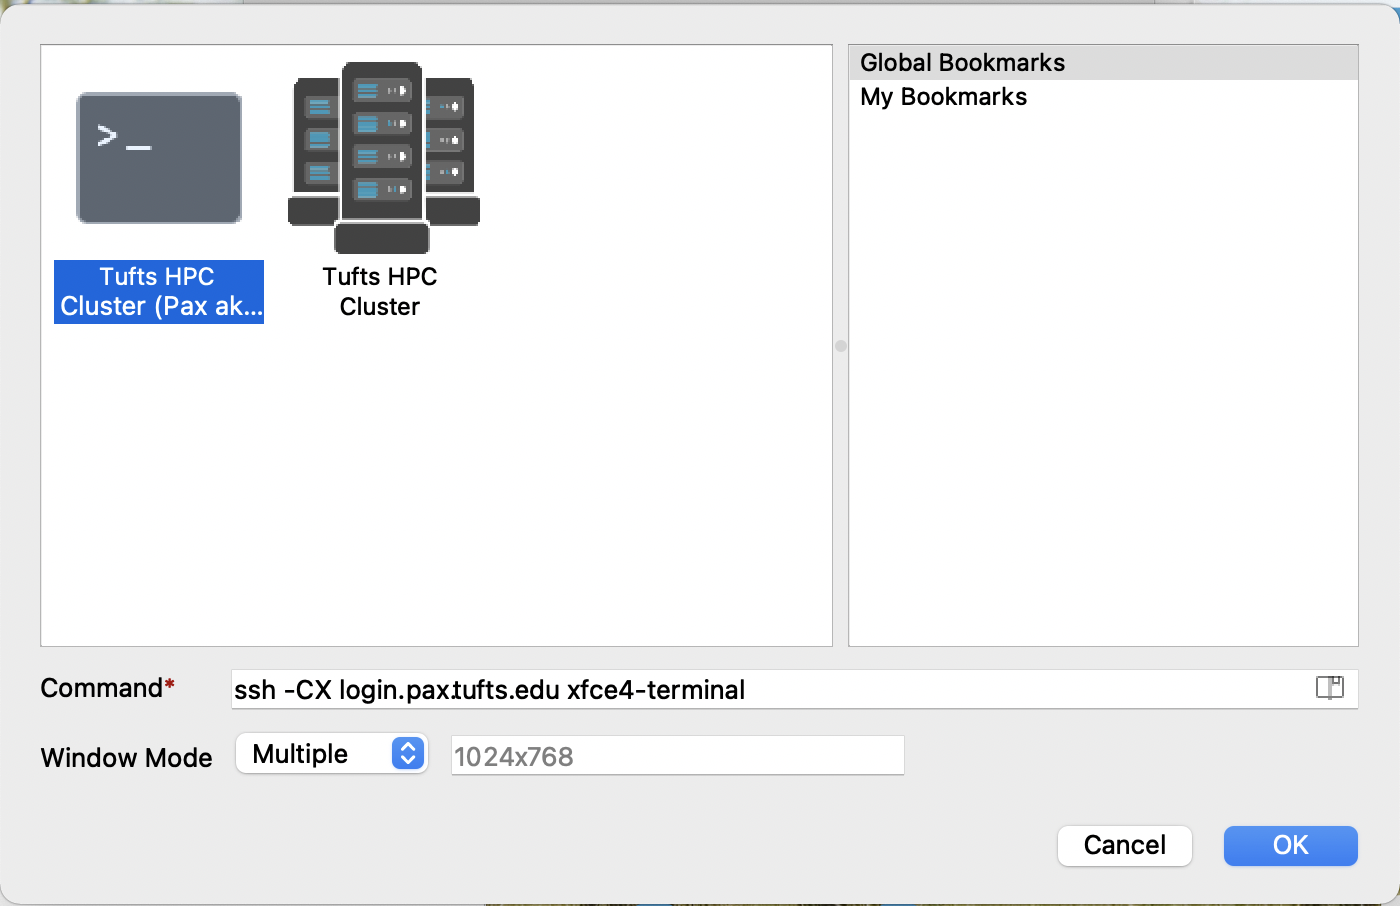 >_
Tufts HPC
Cluster (Pax ak...
Tufts HPC
Cluster
Global Bookmarks
My Bookmarks
Command*
ssh -CX login.pax.tufts.edu xfce4-terminal
Window Mode
Multiple
1024x768
Cancel
OK